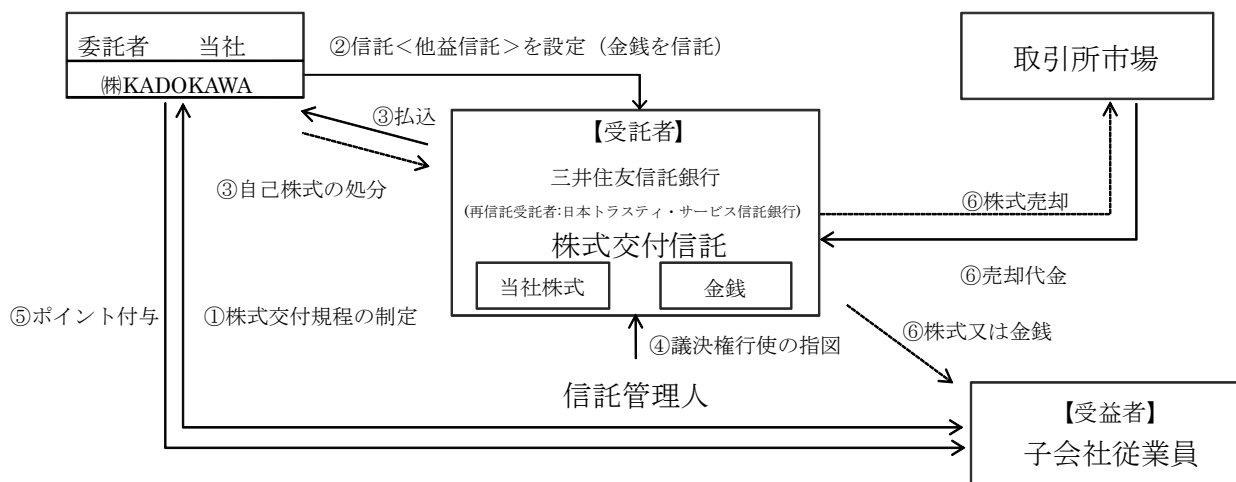 委託者 当社
㈱KADOKAWA
②信託＜他益信託＞を設定（金銭を信託）
取引所市場
③払込
③自己株式の処分
【受託者】
三井住友信託銀行
(再信託受託者:日本トラスティ・サービス信託銀行)
株式交付信託
当社株式
金銭
⑥株式売却
⑥売却代金
⑤ポイント付与
①株式交付規程の制定
④議決権行使の指図
⑥株式又は金銭
信託管理人
【受益者】
子会社従業員